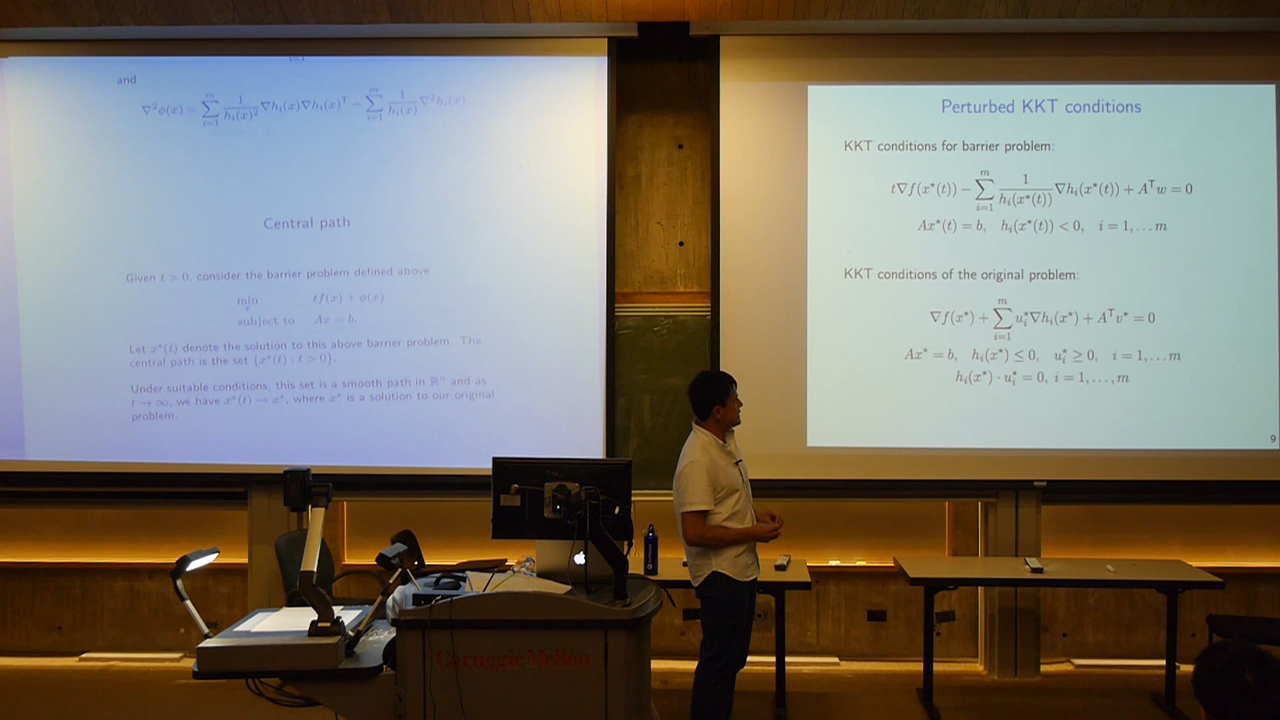 i=1
and
∇²φ(x) = ∑_{i=1}^{m} 1/h_i(x)² ∇h_i(x)∇h_i(x)^T − ∑_{i=1}^{m} 1/h_i(x) ∇²h_i(x)
Central path
Given t > 0, consider the barrier problem defined above
min_x tf(x) + φ(x)
subject to Ax = b.
Let x*(t) denote the solution to this above barrier problem. The
central path is the set {x*(t) : t > 0}.
Under suitable conditions, this set is a smooth path in ℝⁿ and as
t → ∞, we have x*(t) → x*, where x* is a solution to our original
problem.
Perturbed KKT conditions
KKT conditions for barrier problem:
t∇f(x*(t)) − ∑_{i=1}^{m} 1/h_i(x*(t)) ∇h_i(x*(t)) + A^T w = 0
Ax*(t) = b, h_i(x*(t)) < 0, i = 1, . . . m
KKT conditions of the original problem:
∇f(x*) + ∑_{i=1}^{m} u_i* ∇h_i(x*) + A^T v* = 0
Ax* = b, h_i(x*) ≤ 0, u_i* ≥ 0, i = 1, . . . m
h_i(x*) · u_i* = 0, i = 1, . . . , m
9
Carnegie Mellon